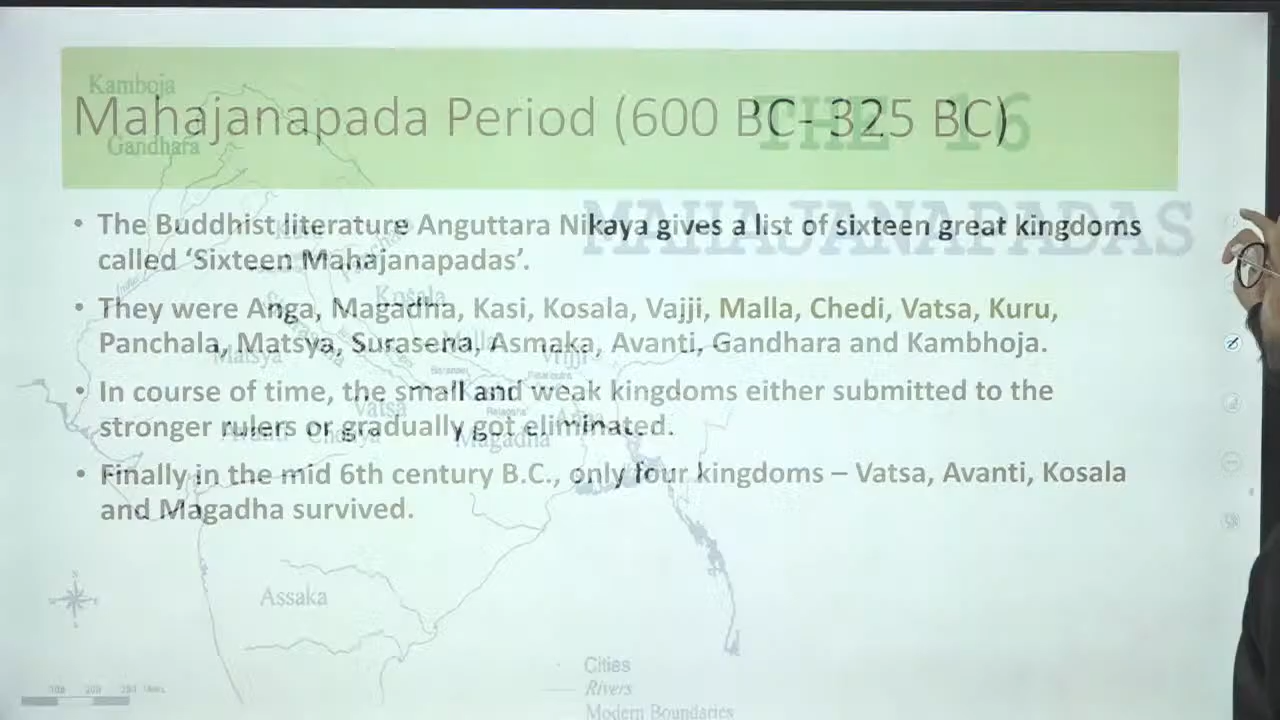 Mahajanapada Period (600 BC- 325 BC)
THE 16
MAHAJANAPADAS
• The Buddhist literature Anguttara Nikaya gives a list of sixteen great kingdoms
called ‘Sixteen Mahajanapadas’.
• They were Anga, Magadha, Kasi, Kosala, Vajji, Malla, Chedi, Vatsa, Kuru,
Panchala, Matsya, Surasena, Asmaka, Avanti, Gandhara and Kambhoja.
• In course of time, the small and weak kingdoms either submitted to the
stronger rulers or gradually got eliminated.
• Finally in the mid 6th century B.C., only four kingdoms – Vatsa, Avanti, Kosala
and Magadha survived.
Kamboja
Gandhara
Kosala
Matsya
Vatsa
Magadha
Assaka
Cities
Rivers
Modern Boundaries